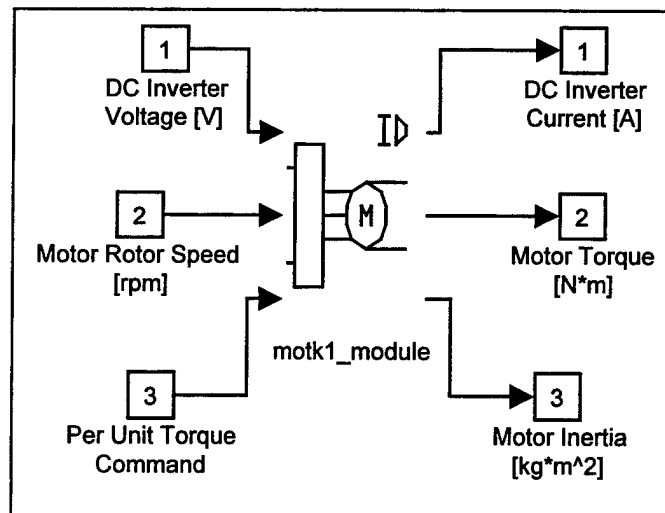 1
DC Inverter
Voltage [V]
2
Motor Rotor Speed
[rpm]
3
Per Unit Torque
Command
M
motk1_module
1
DC Inverter
Current [A]
2
Motor Torque
[N*m]
3
Motor Inertia
[kg*m^2]